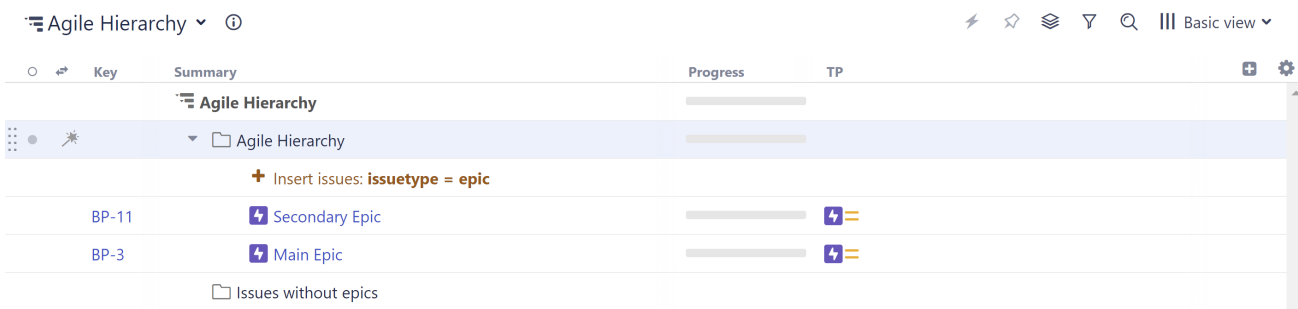 Agile Hierarchy Basic view
Key Summary Progress TP
Agile Hierarchy
Agile Hierarchy
Insert issues: issuetype = epic
BP-11 Secondary Epic
BP-3 Main Epic
Issues without epics